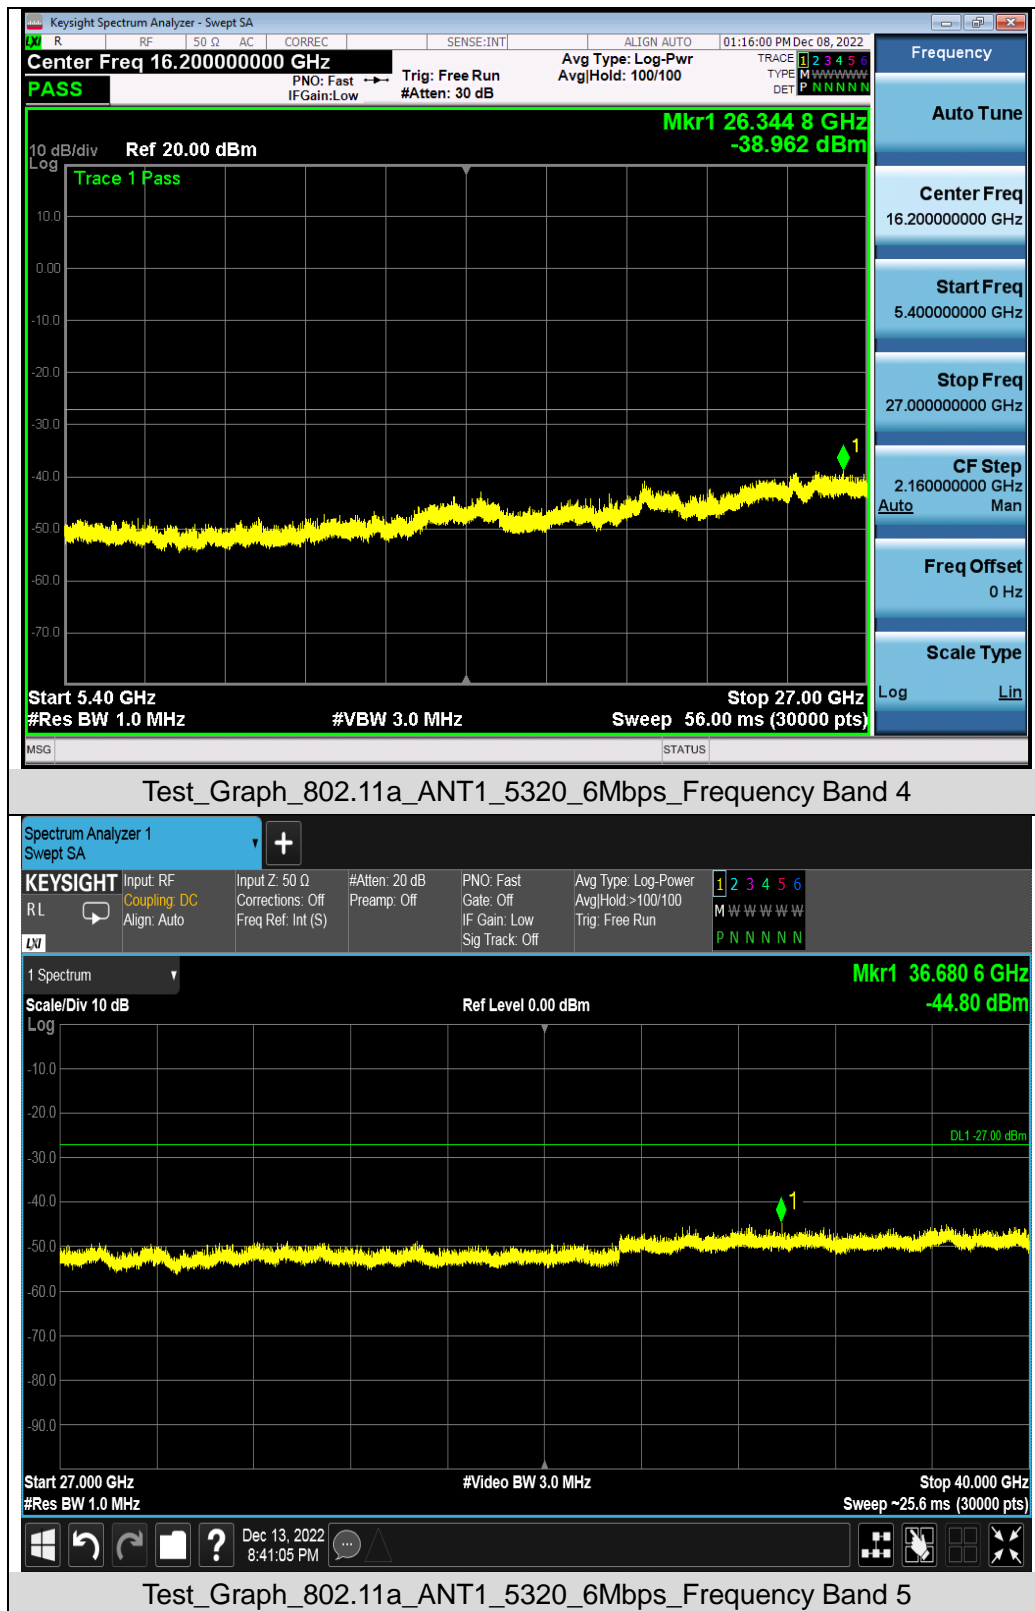 Keysight Spectrum Analyzer - Swept SA
LXI R RF 50 Ω AC CORREC SENSE:INT ALIGN AUTO 01:16:00 PM Dec 08, 2022
Center Freq 16.200000000 GHz
PASS
PNO: Fast
IFGain:Low
Trig: Free Run
#Atten: 30 dB
Avg Type: Log-Pwr
Avg|Hold: 100/100
TRACE 1 2 3 4 5 6
TYPE M W W W W W
DET P N N N N N
Mkr1 26.344 8 GHz
-38.962 dBm
10 dB/div Ref 20.00 dBm
Log
Trace 1 Pass
10.0
0.00
-10.0
-20.0
-30.0
1
-40.0
-50.0
-60.0
-70.0
Start 5.40 GHz Stop 27.00 GHz
#Res BW 1.0 MHz #VBW 3.0 MHz Sweep 56.00 ms (30000 pts)
MSG STATUS
Frequency
Auto Tune
Center Freq
16.200000000 GHz
Start Freq
5.400000000 GHz
Stop Freq
27.000000000 GHz
CF Step
2.160000000 GHz
Auto Man
Freq Offset
0 Hz
Scale Type
Log Lin
Test_Graph_802.11a_ANT1_5320_6Mbps_Frequency Band 4
Spectrum Analyzer 1
Swept SA
+
KEYSIGHT
R L
LXI
Input: RF
Coupling: DC
Align: Auto
Input Z: 50 Ω
Corrections: Off
Freq Ref: Int (S)
#Atten: 20 dB
Preamp: Off
PNO: Fast
Gate: Off
IF Gain: Low
Sig Track: Off
Avg Type: Log-Power
Avg|Hold:>100/100
Trig: Free Run
1 2 3 4 5 6
M W W W W W
P N N N N N
1 Spectrum
Mkr1 36.680 6 GHz
Scale/Div 10 dB Ref Level 0.00 dBm -44.80 dBm
Log
-10.0
-20.0
DL1 -27.00 dBm
-30.0
-40.0
1
-50.0
-60.0
-70.0
-80.0
-90.0
Start 27.000 GHz #Video BW 3.0 MHz Stop 40.000 GHz
#Res BW 1.0 MHz Sweep ~25.6 ms (30000 pts)
?
Dec 13, 2022
8:41:05 PM
Test_Graph_802.11a_ANT1_5320_6Mbps_Frequency Band 5